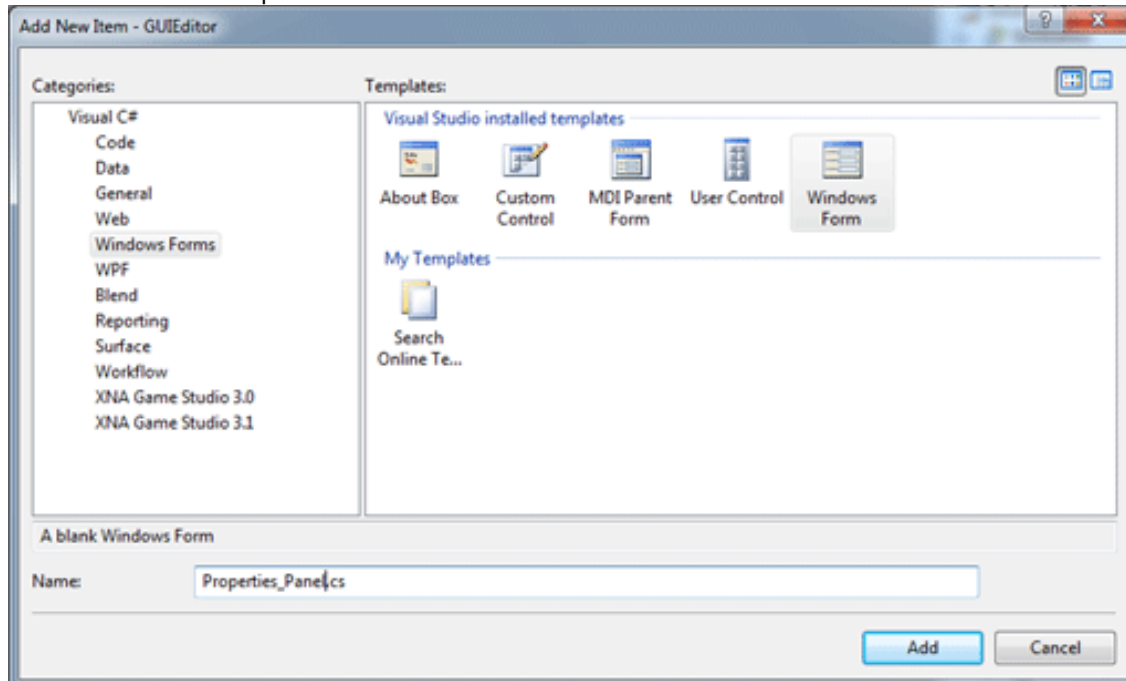 Add New Item - GUIEditor
Categories:
Templates:
Visual C#
Code
Data
General
Web
Windows Forms
WPF
Blend
Reporting
Surface
Workflow
XNA Game Studio 3.0
XNA Game Studio 3.1
Visual Studio installed templates
About Box
Custom
Control
MDI Parent
Form
User Control
Windows
Form
My Templates
Search
Online Te...
A blank Windows Form
Name:
Properties_Panel.cs
Add
Cancel